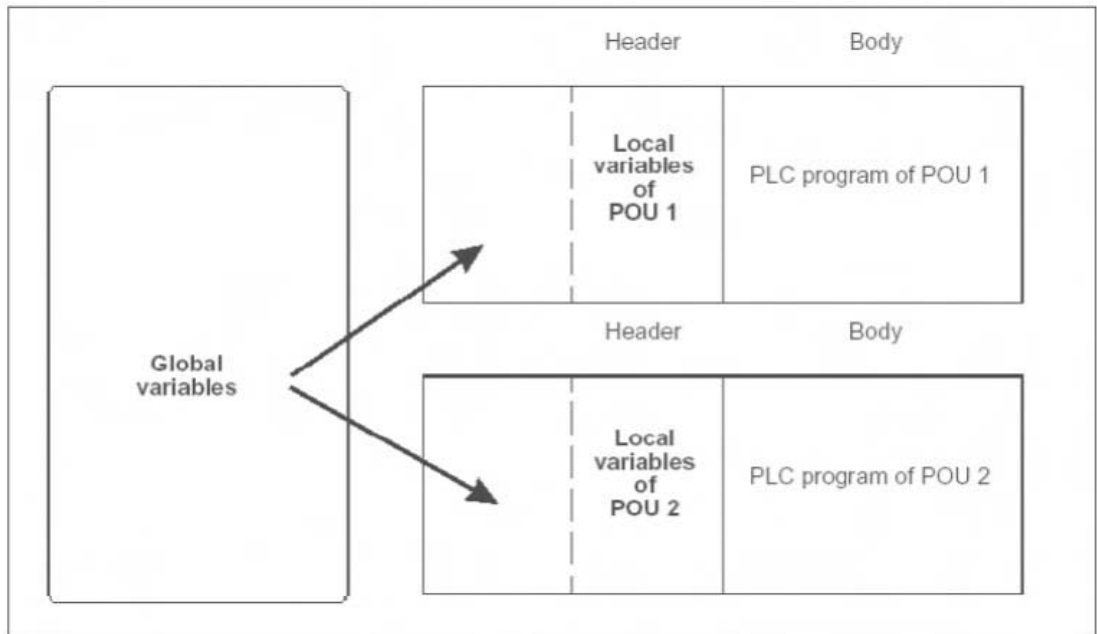 Header Body
Local
variables
of
POU 1
PLC program of POU 1
Header Body
Global
variables
Local
variables
of
POU 2
PLC program of POU 2